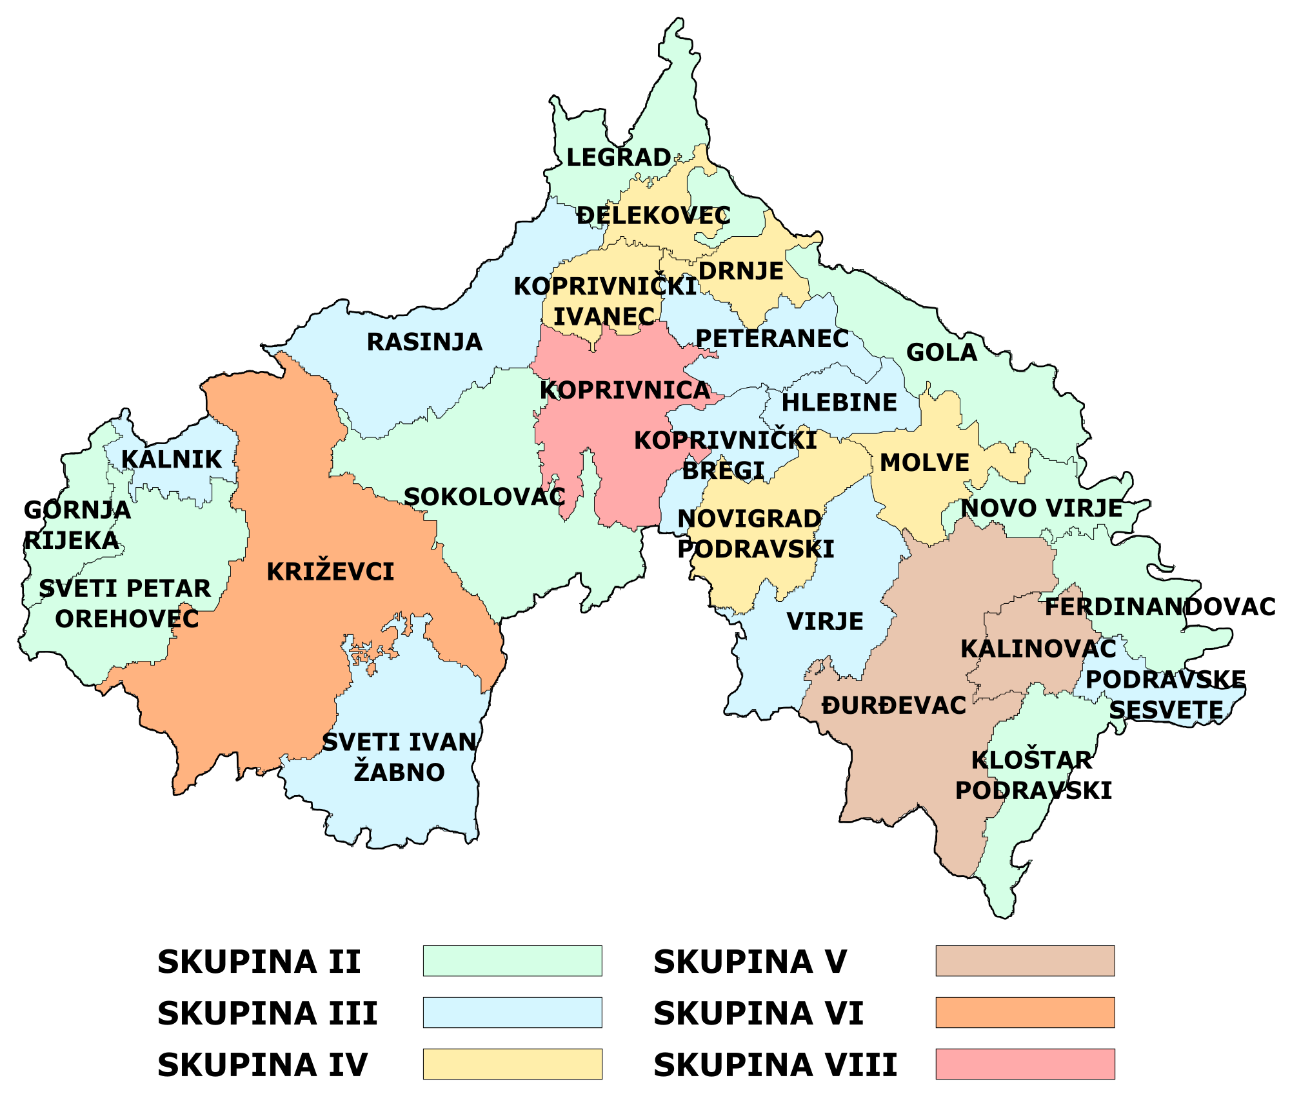 LEGRAD
ĐELEKOVEC
DRNJE
KOPRIVNIČKI
IVANEC
RASINJA
PETERANEC
GOLA
KOPRIVNICA
HLEBINE
KOPRIVNIČKI
BREGI
KALNIK
MOLVE
SOKOLOVAC
GORNJA
RIJEKA
NOVO VIRJE
NOVIGRAD
PODRAVSKI
KRIŽEVCI
SVETI PETAR
OREHOVEC
FERDINANDOVAC
VIRJE
KALINOVAC
PODRAVSKE
SESVETE
ĐURĐEVAC
SVETI IVAN
ŽABNO
KLOŠTAR
PODRAVSKI
SKUPINA II
SKUPINA III
SKUPINA IV
SKUPINA V
SKUPINA VI
SKUPINA VIII